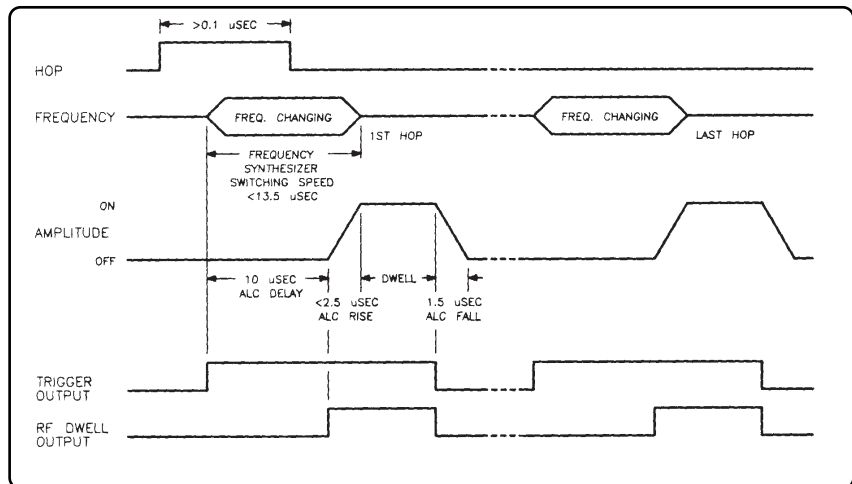 >0.1 uSEC
HOP
FREQUENCY
FREQ. CHANGING
FREQ. CHANGING
1ST HOP
LAST HOP
FREQUENCY
SYNTHESIZER
SWITCHING SPEED
<13.5 uSEC
ON
AMPLITUDE
OFF
10 uSEC
ALC DELAY
<2.5 uSEC
ALC RISE
DWELL
1.5 uSEC
ALC FALL
TRIGGER
OUTPUT
RF DWELL
OUTPUT